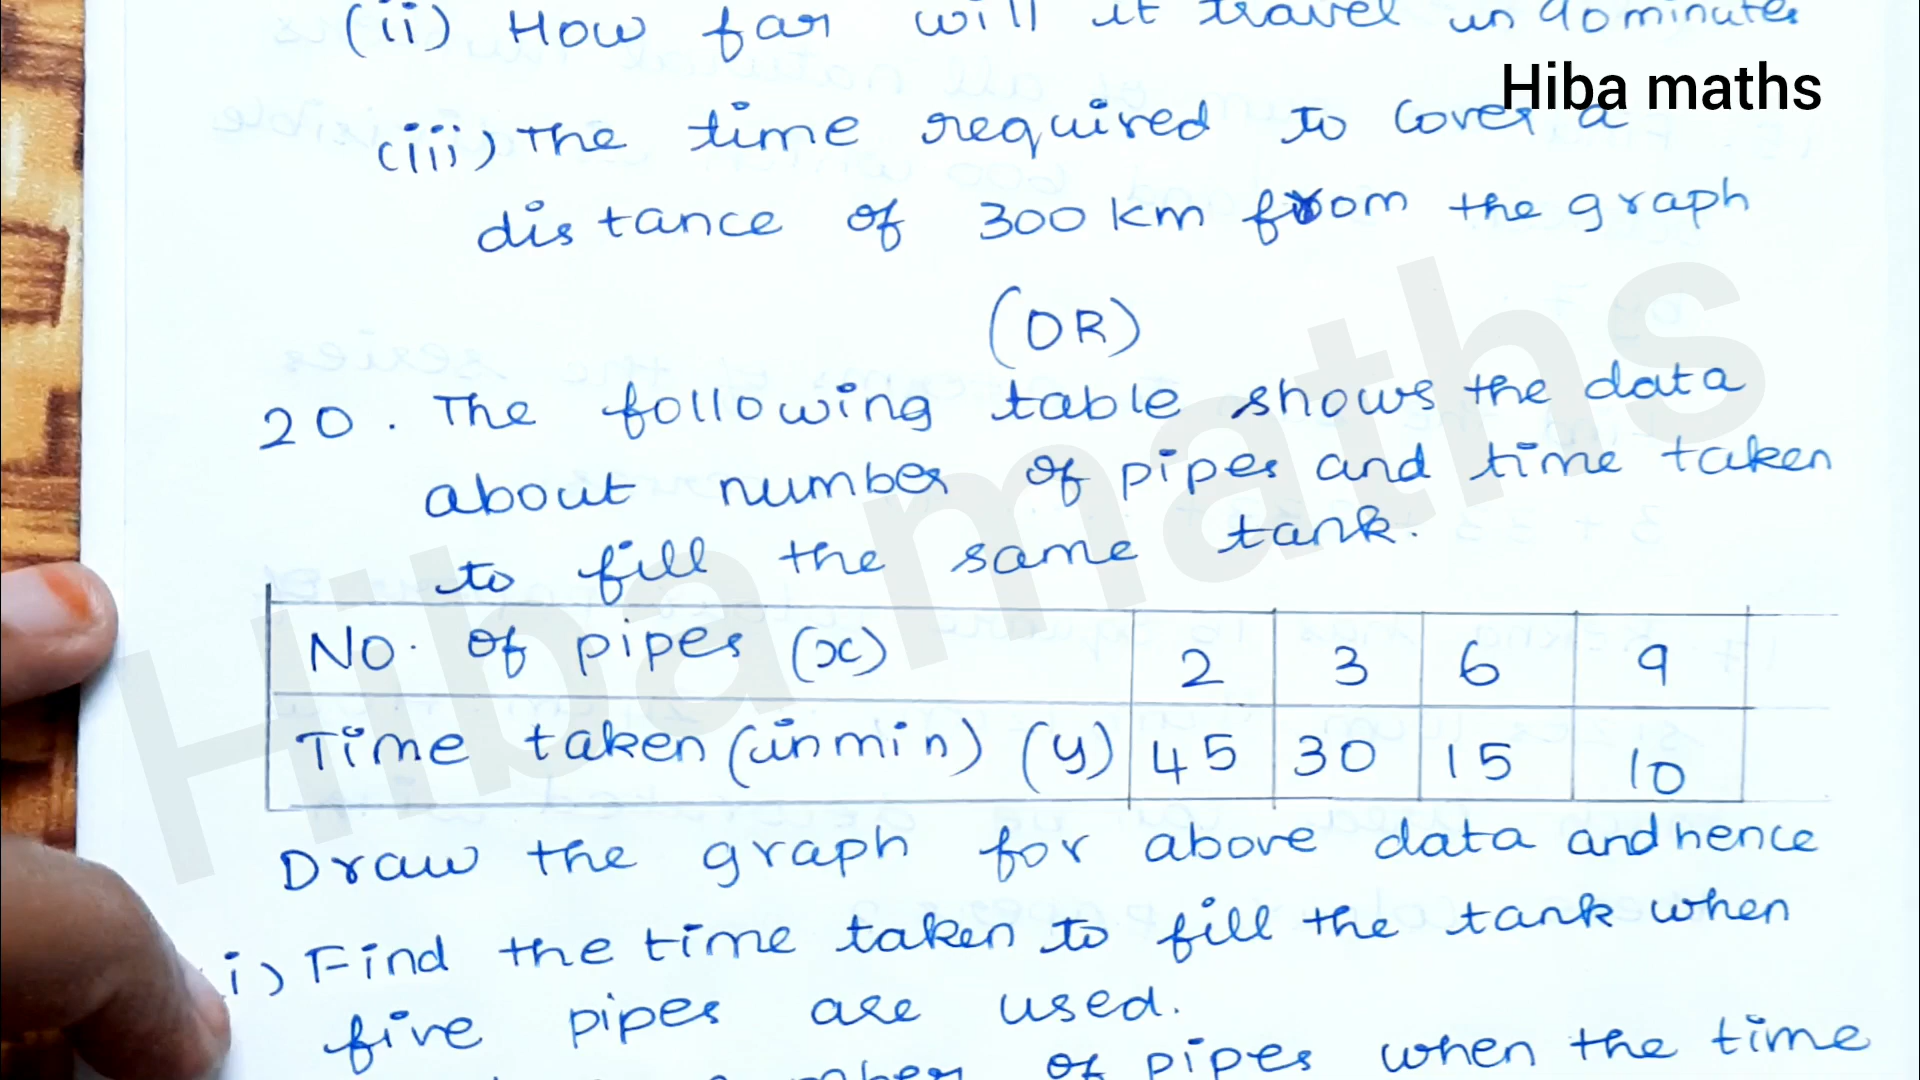 (ii) How far will it travel in 90 minutes
Hiba maths
(iii) The time required to cover a
distance of 300 km from the graph
(OR)
20. The following table shows the data
about number of pipes and time taken
to fill the same tank.
No. of pipes (x) 2 3 6 9
Time taken (in min) (y) 45 30 15 10
Draw the graph for above data and hence
i) Find the time taken to fill the tank when
five pipes are used.
of pipes when the time
Hiba maths